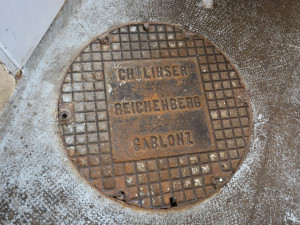 CH. LINSER
REICHENBERG
GABLONZ